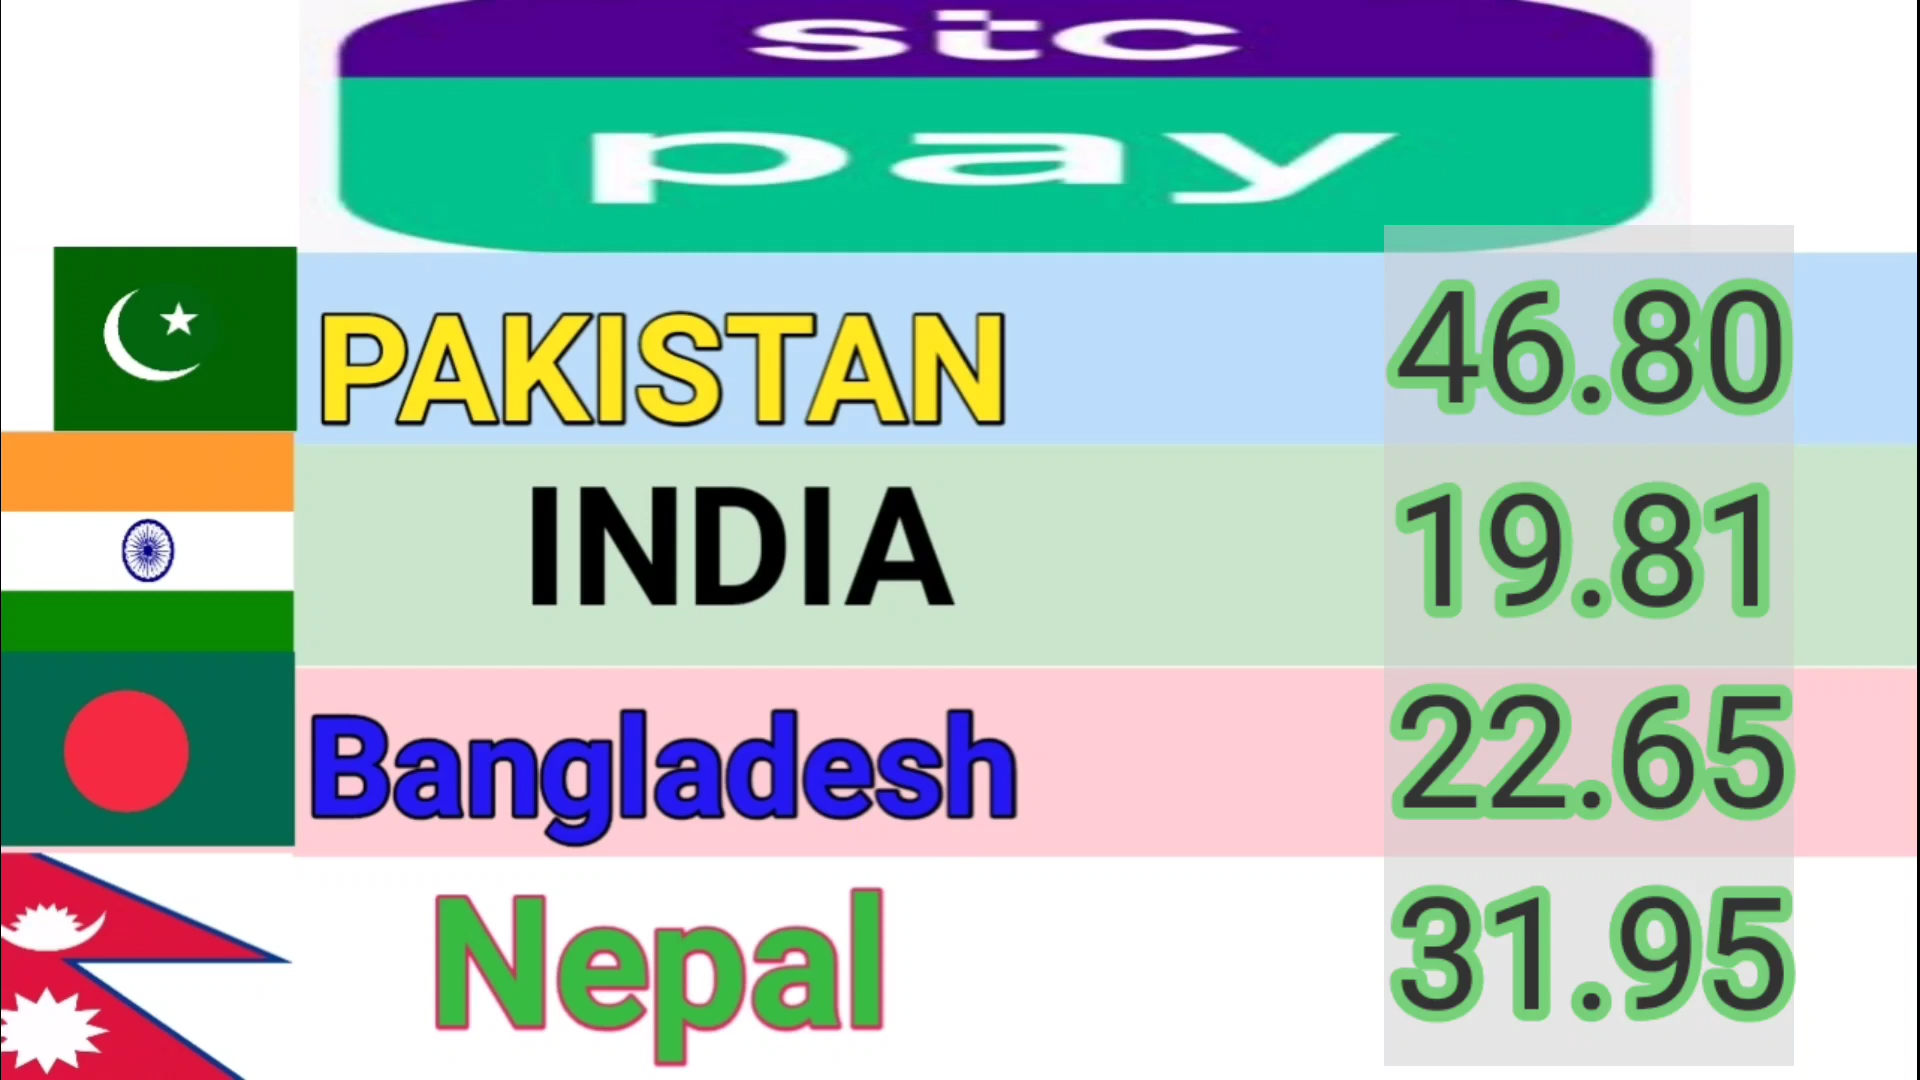 stc
pay
PAKISTAN 46.80
INDIA 19.81
Bangladesh 22.65
Nepal 31.95